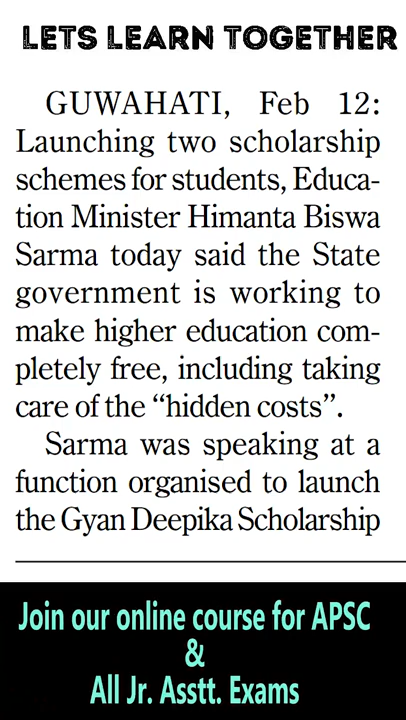 LETS LEARN TOGETHER
GUWAHATI, Feb 12:
Launching two scholarship
schemes for students, Educa-
tion Minister Himanta Biswa
Sarma today said the State
government is working to
make higher education com-
pletely free, including taking
care of the “hidden costs”.
Sarma was speaking at a
function organised to launch
the Gyan Deepika Scholarship
Join our online course for APSC
&
All Jr. Asstt. Exams